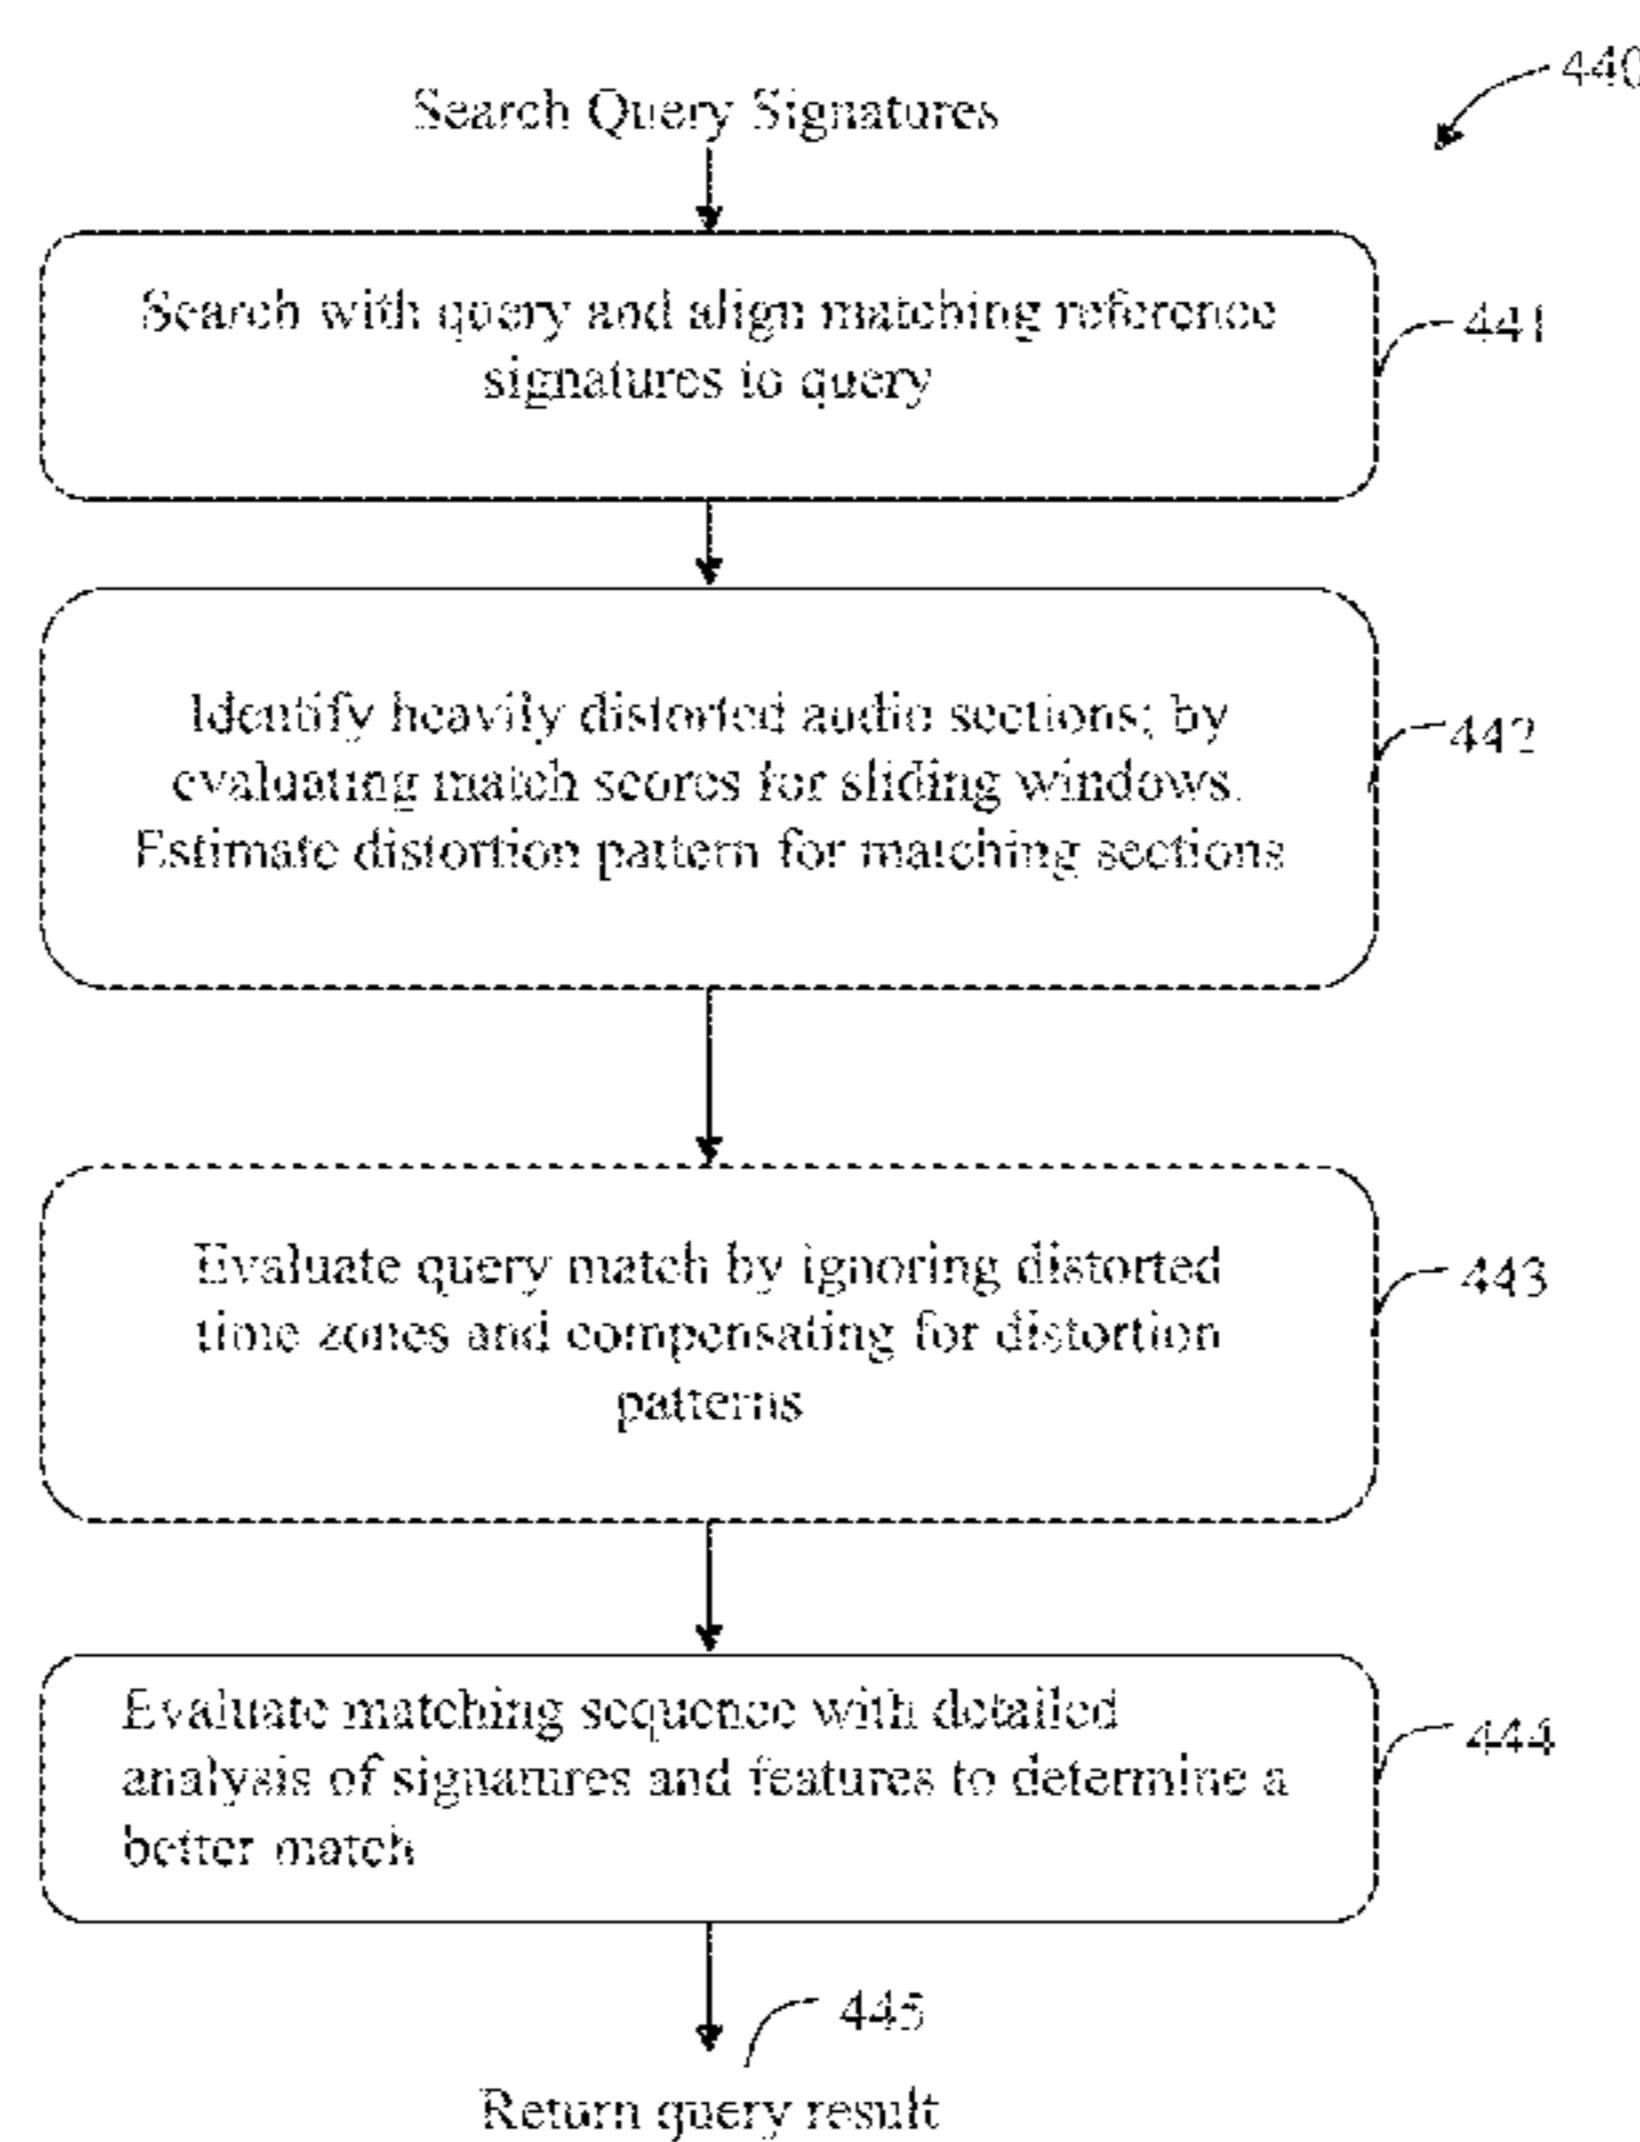 440
Search Query Signatures
Search with query and align matching reference
signatures to query
441
Identify heavily distorted audio sections; by
evaluating match scores for sliding windows.
Estimate distortion pattern for matching sections
442
Evaluate query match by ignoring distorted
time zones and compensating for distortion
patterns
443
Evaluate matching sequence with detailed
analysis of signatures and features to determine a
better match
444
445
Return query result